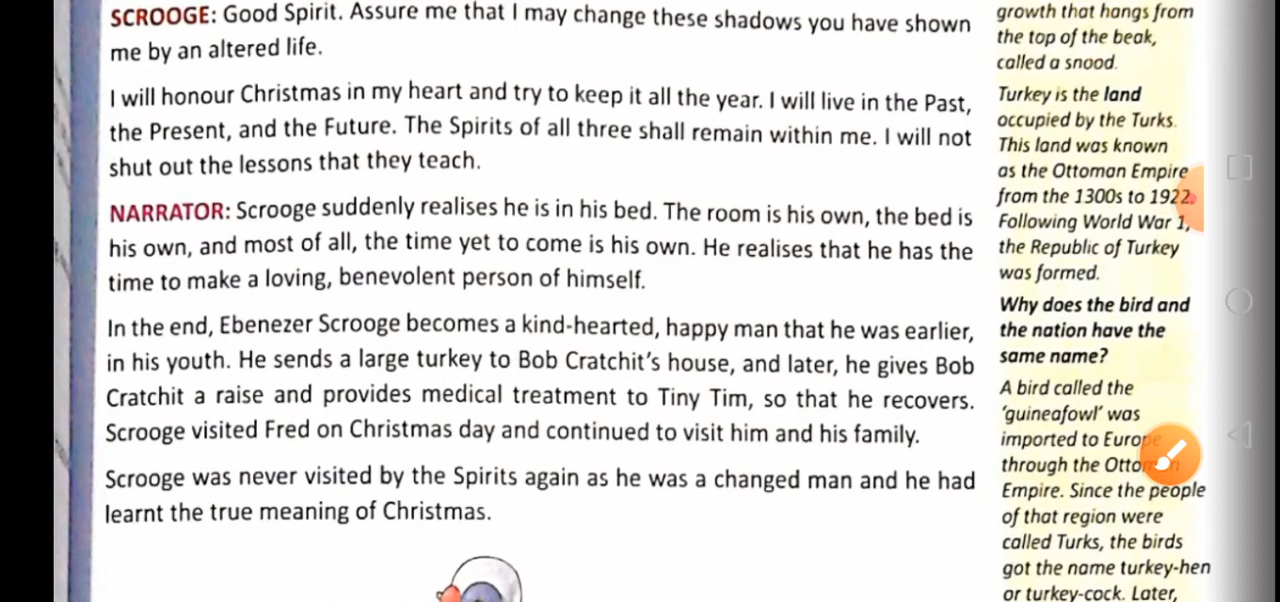 SCROOGE: Good Spirit. Assure me that I may change these shadows you have shown
me by an altered life.
I will honour Christmas in my heart and try to keep it all the year. I will live in the Past,
the Present, and the Future. The Spirits of all three shall remain within me. I will not
shut out the lessons that they teach.
NARRATOR: Scrooge suddenly realises he is in his bed. The room is his own, the bed is
his own, and most of all, the time yet to come is his own. He realises that he has the
time to make a loving, benevolent person of himself.
In the end, Ebenezer Scrooge becomes a kind-hearted, happy man that he was earlier,
in his youth. He sends a large turkey to Bob Cratchit's house, and later, he gives Bob
Cratchit a raise and provides medical treatment to Tiny Tim, so that he recovers.
Scrooge visited Fred on Christmas day and continued to visit him and his family.
Scrooge was never visited by the Spirits again as he was a changed man and he had
learnt the true meaning of Christmas.
growth that hangs from
the top of the beak,
called a snood.
Turkey is the land
occupied by the Turks.
This land was known
as the Ottoman Empire
from the 1300s to 1922.
Following World War 1,
the Republic of Turkey
was formed.
Why does the bird and
the nation have the
same name?
A bird called the
'guineafowl' was
imported to Europe
through the Ottoman
Empire. Since the people
of that region were
called Turks, the birds
got the name turkey-hen
or turkey-cock. Later,